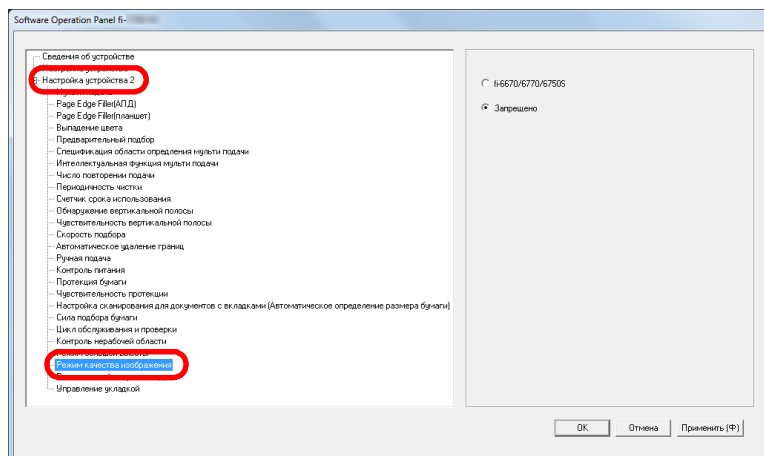 Software Operation Panel fi-
Сведения об устройстве
Настройка устройства 2
Page Edge Filler(АПД)
Page Edge Filler(планшет)
Выпадение цвета
Предварительный подбор
Спецификация области опредления мульти подачи
Интеллектуальная функция мульти подачи
Число повторении подачи
Периодичность чистки
Счетчик срока использования
Обнаружение вертикальной полосы
Чувствительность вертикальной полосы
Скорость подбора
Автоматическое удаление границ
Ручная подача
Контроль питания
Протекция бумаги
Чувствительность протекции
Настройка сканирования для документов с вкладками (Автоматическое определение размера бумаги)
Сила подбора бумаги
Цикл обслуживания и проверки
Контроль нерабочей области
Режим качества изображения
Управление укладкой
fi-6670/6770/6750S
Запрещено
OK Отмена Применить (Ф)